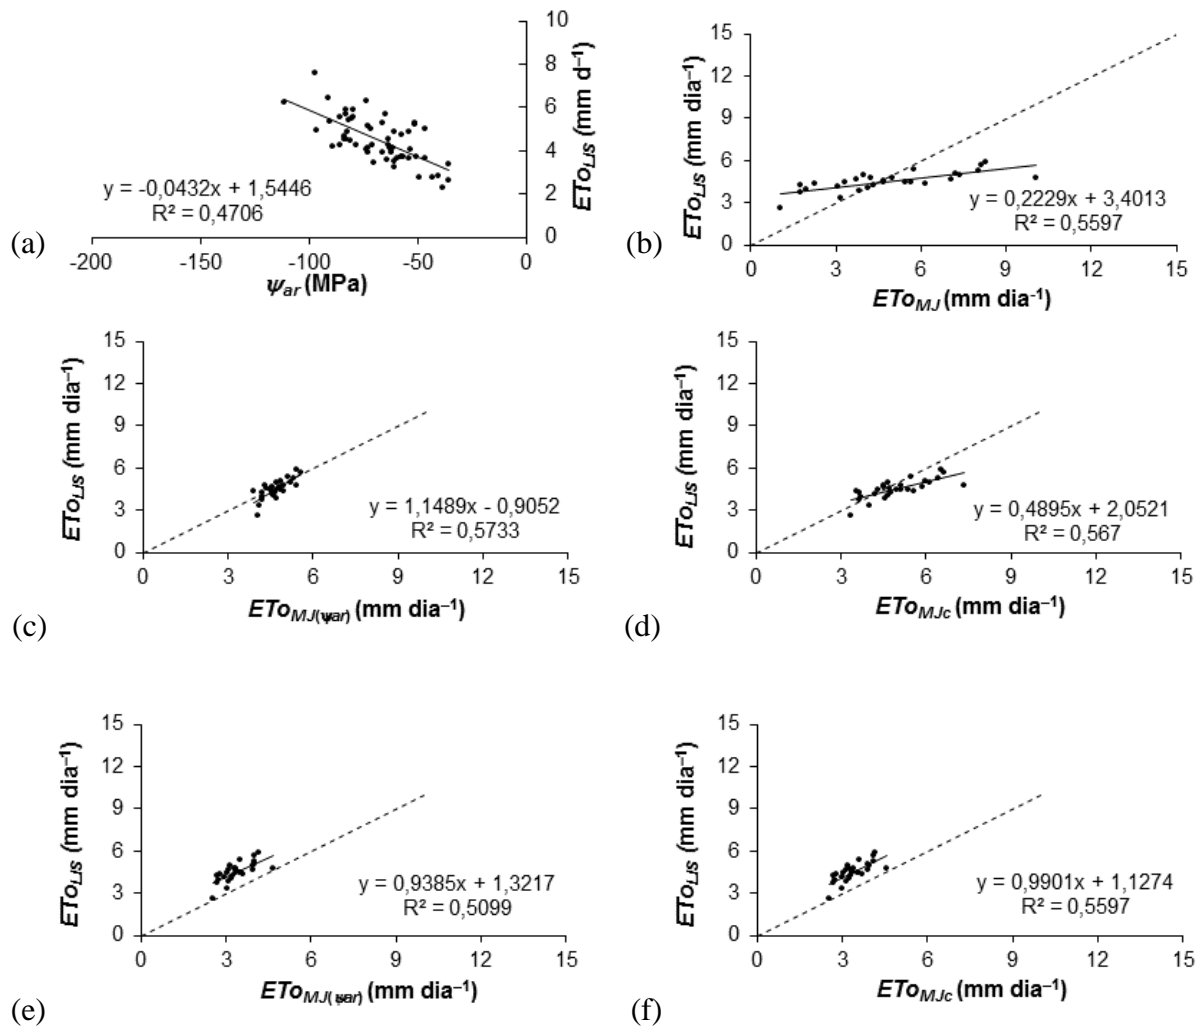 10
8
6
4
2
0
ETo_LIS (mm d⁻¹)
y = -0,0432x + 1,5446
R² = 0,4706
-200 -150 -100 -50 0
ψ_ar (MPa)
(a)
15
12
9
6
3
0
ETo_LIS (mm dia⁻¹)
y = 0,2229x + 3,4013
R² = 0,5597
0 3 6 9 12 15
ETo_MJ (mm dia⁻¹)
(b)
15
12
9
6
3
0
ETo_LIS (mm dia⁻¹)
y = 1,1489x - 0,9052
R² = 0,5733
0 3 6 9 12 15
ETo_MJ(ψar) (mm dia⁻¹)
(c)
15
12
9
6
3
0
ETo_LIS (mm dia⁻¹)
y = 0,4895x + 2,0521
R² = 0,567
0 3 6 9 12 15
ETo_MJc (mm dia⁻¹)
(d)
15
12
9
6
3
0
ETo_LIS (mm dia⁻¹)
y = 0,9385x + 1,3217
R² = 0,5099
0 3 6 9 12 15
ETo_MJ(ψar) (mm dia⁻¹)
(e)
15
12
9
6
3
0
ETo_LIS (mm dia⁻¹)
y = 0,9901x + 1,1274
R² = 0,5597
0 3 6 9 12 15
ETo_MJc (mm dia⁻¹)
(f)